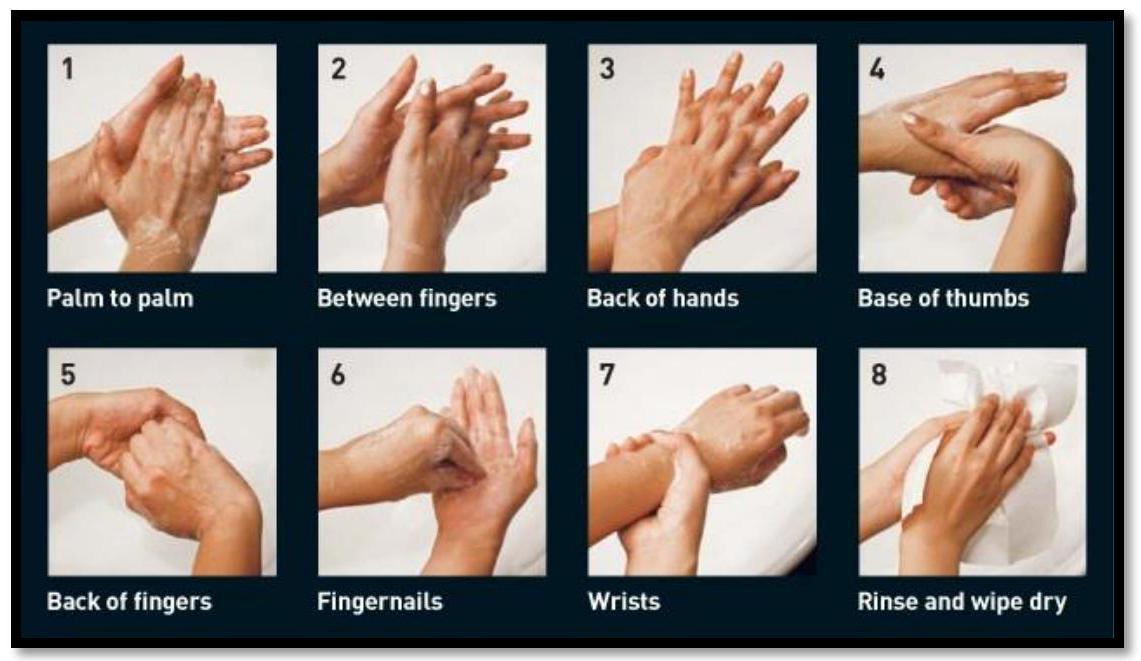 1
2
3
4
Palm to palm
Between fingers
Back of hands
Base of thumbs
5
6
7
8
Back of fingers
Fingernails
Wrists
Rinse and wipe dry